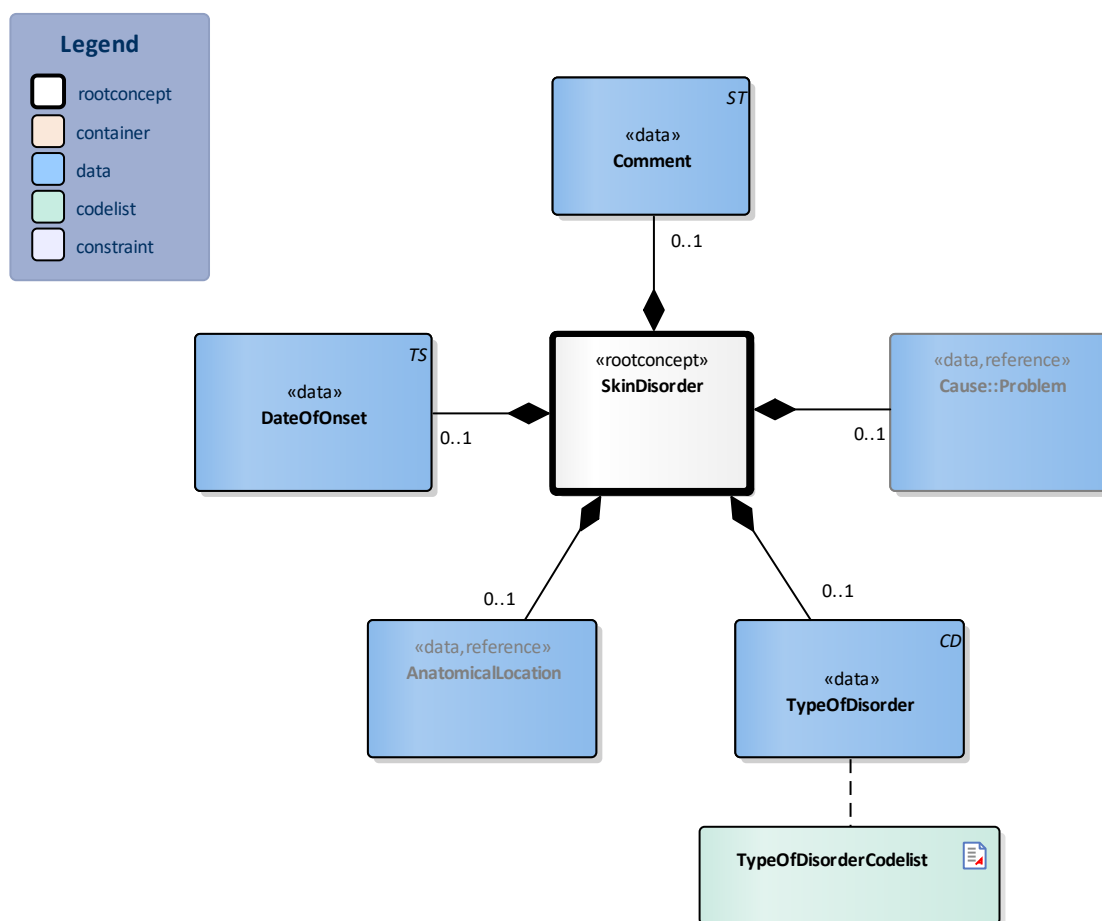 Legend
rootconcept
container
data
codelist
constraint
ST
«data»
Comment
0..1
TS
«data»
DateOfOnset
0..1
«rootconcept»
SkinDisorder
«data,reference»
Cause::Problem
0..1
0..1
«data,reference»
AnatomicalLocation
0..1
CD
«data»
TypeOfDisorder
TypeOfDisorderCodelist